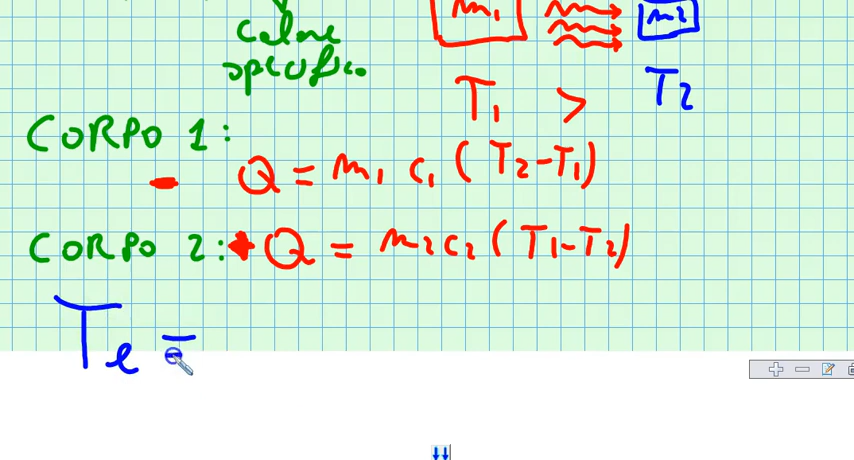 m1 m2
calore
specifico
T1 > T2
CORPO 1:
- Q = m1 c1 ( T2-T1)
CORPO 2: + Q = m2 c2 ( T1-T2)
Te =